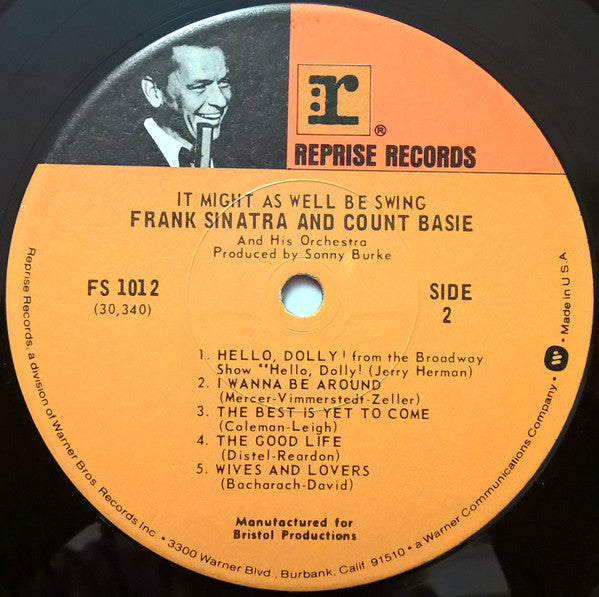 r
®
REPRISE RECORDS
IT MIGHT AS WELL BE SWING
FRANK SINATRA AND COUNT BASIE
And His Orchestra
Produced by Sonny Burke
FS 1012
(30,340)
SIDE
2
1. HELLO, DOLLY! from the Broadway
Show "Hello, Dolly! (Jerry Herman)
2. I WANNA BE AROUND
(Mercer-Vimmerstedt-Zeller)
3. THE BEST IS YET TO COME
(Coleman-Leigh)
4. THE GOOD LIFE
(Distel-Reardon)
5. WIVES AND LOVERS
(Bacharach-David)
Manufactured for
Bristol Productions
Reprise Records, a division of Warner Bros. Records Inc. • 3300 Warner Blvd., Burbank, Calif. 91510 • a Warner Communications Company. • W • Made in U.S.A.